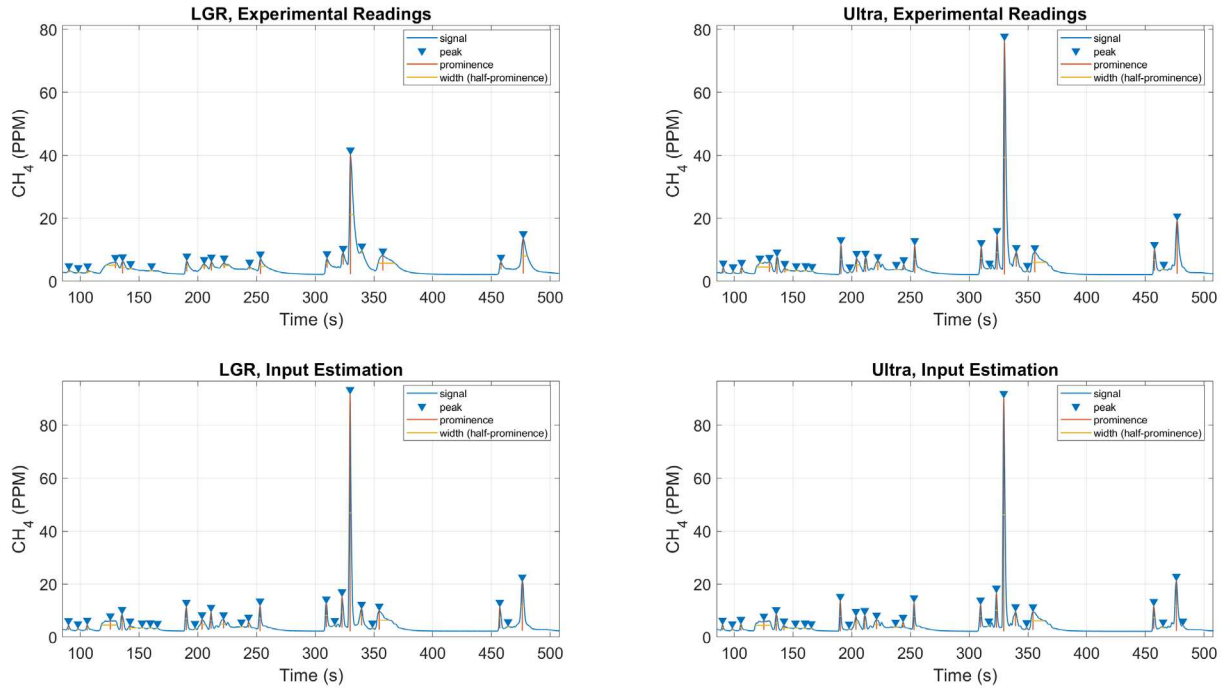 LGR, Experimental Readings
80
60
40
20
0
CH4 (PPM)
signal
peak
prominence
width (half-prominence)
100 150 200 250 300 350 400 450 500
Time (s)
Ultra, Experimental Readings
80
60
40
20
0
CH4 (PPM)
signal
peak
prominence
width (half-prominence)
100 150 200 250 300 350 400 450 500
Time (s)
LGR, Input Estimation
80
60
40
20
0
CH4 (PPM)
signal
peak
prominence
width (half-prominence)
100 150 200 250 300 350 400 450 500
Time (s)
Ultra, Input Estimation
80
60
40
20
0
CH4 (PPM)
signal
peak
prominence
width (half-prominence)
100 150 200 250 300 350 400 450 500
Time (s)